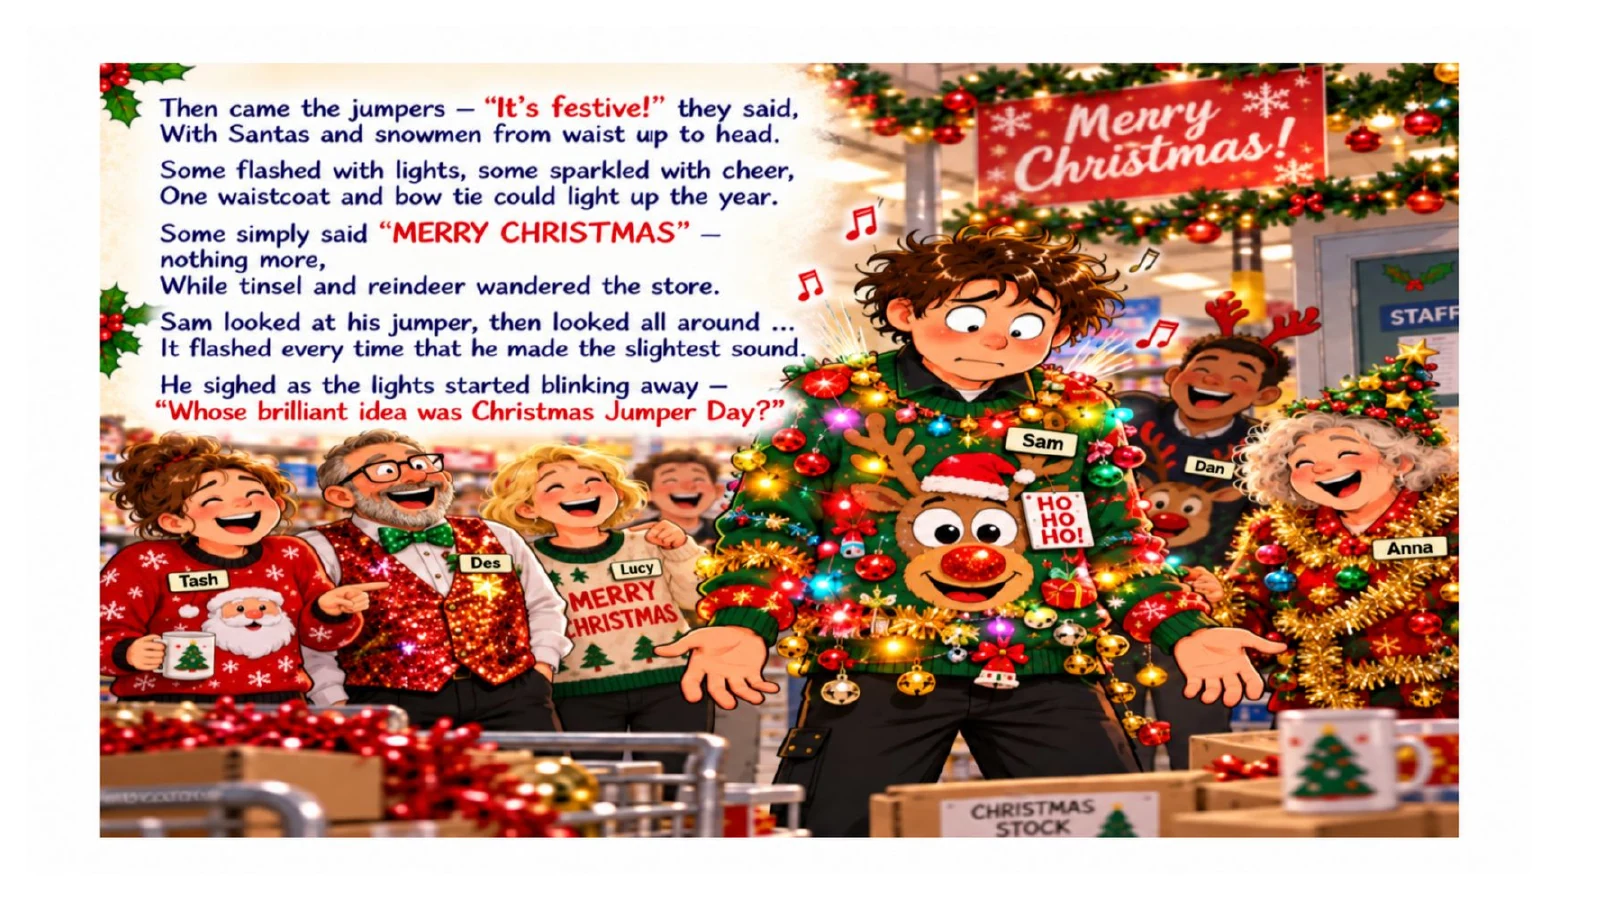 Then came the jumpers – “It’s festive!” they said,
With Santas and snowmen from waist up to head.
Some flashed with lights, some sparkled with cheer,
One waistcoat and bow tie could light up the year.
Some simply said “MERRY CHRISTMAS” –
nothing more,
While tinsel and reindeer wandered the store.
Sam looked at his jumper, then looked all around ...
It flashed every time that he made the slightest sound.
He sighed as the lights started blinking away –
“Whose brilliant idea was Christmas Jumper Day?”
Merry
Christmas!
STAFF
Sam
Dan
HO
HO
HO!
Anna
Tash
Des
Lucy
MERRY
CHRISTMAS
CHRISTMAS
STOCK